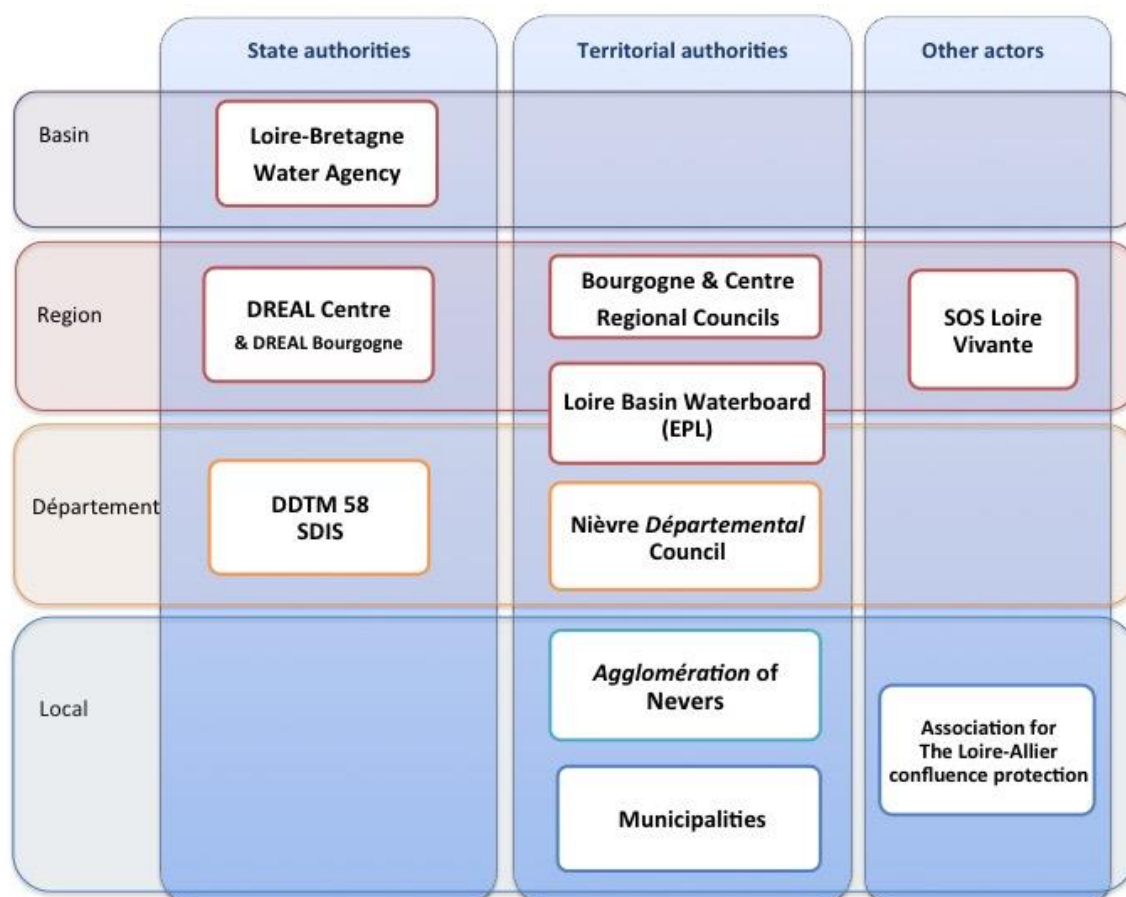 State authorities
Territorial authorities
Other actors
Basin
Loire-Bretagne
Water Agency
Region
DREAL Centre
& DREAL Bourgogne
Bourgogne & Centre
Regional Councils
SOS Loire
Vivante
Loire Basin Waterboard
(EPL)
Département
DDTM 58
SDIS
Nièvre Départemental
Council
Local
Agglomération of
Nevers
Association for
The Loire-Allier
confluence protection
Municipalities